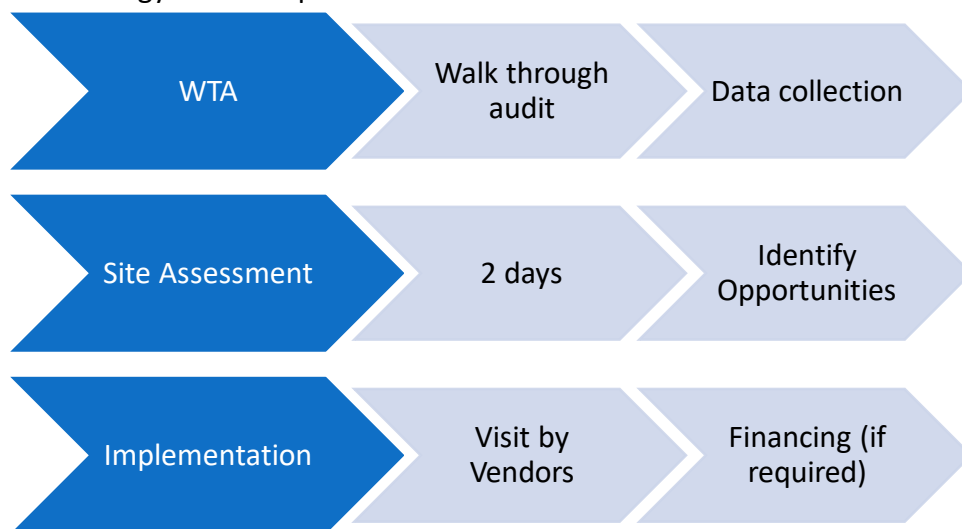 WTA
Walk through
audit
Data collection
Site Assessment
2 days
Identify
Opportunities
Implementation
Visit by
Vendors
Financing (if
required)